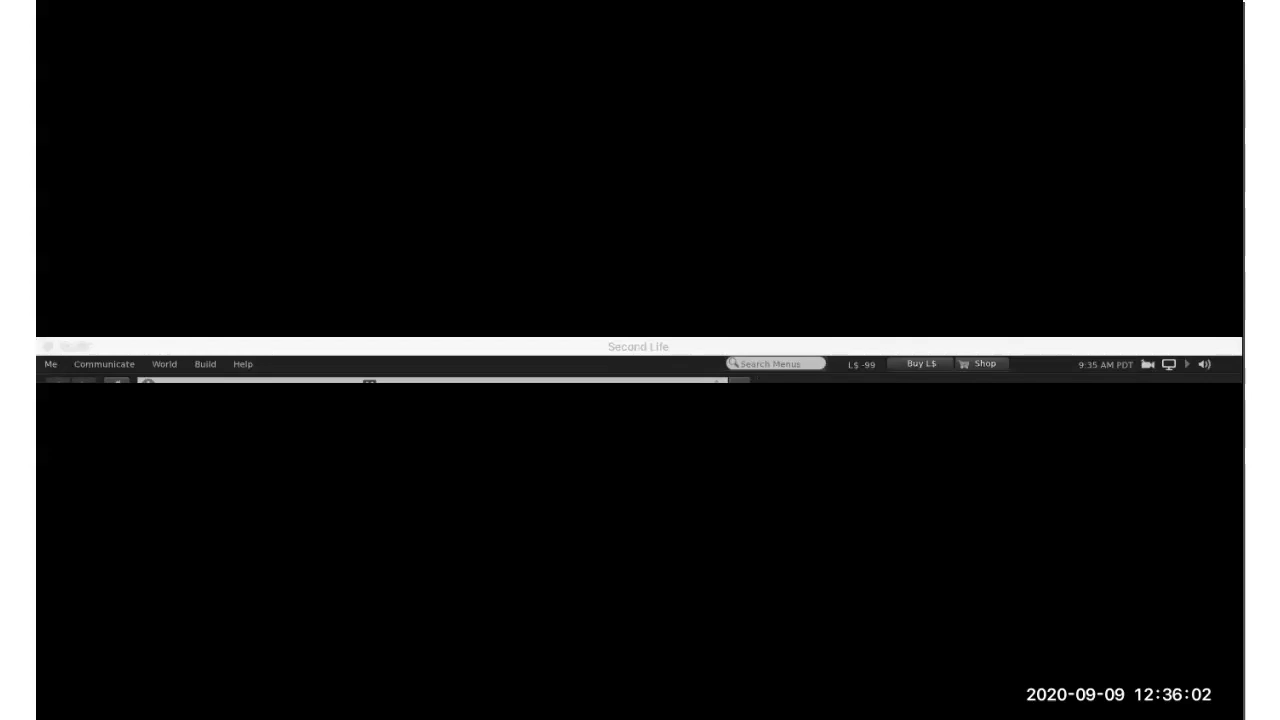 Second Life
Me Communicate World Build Help Search Menus L$ -99 Buy L$ Shop 9:35 AM PDT
2020-09-09 12:36:02